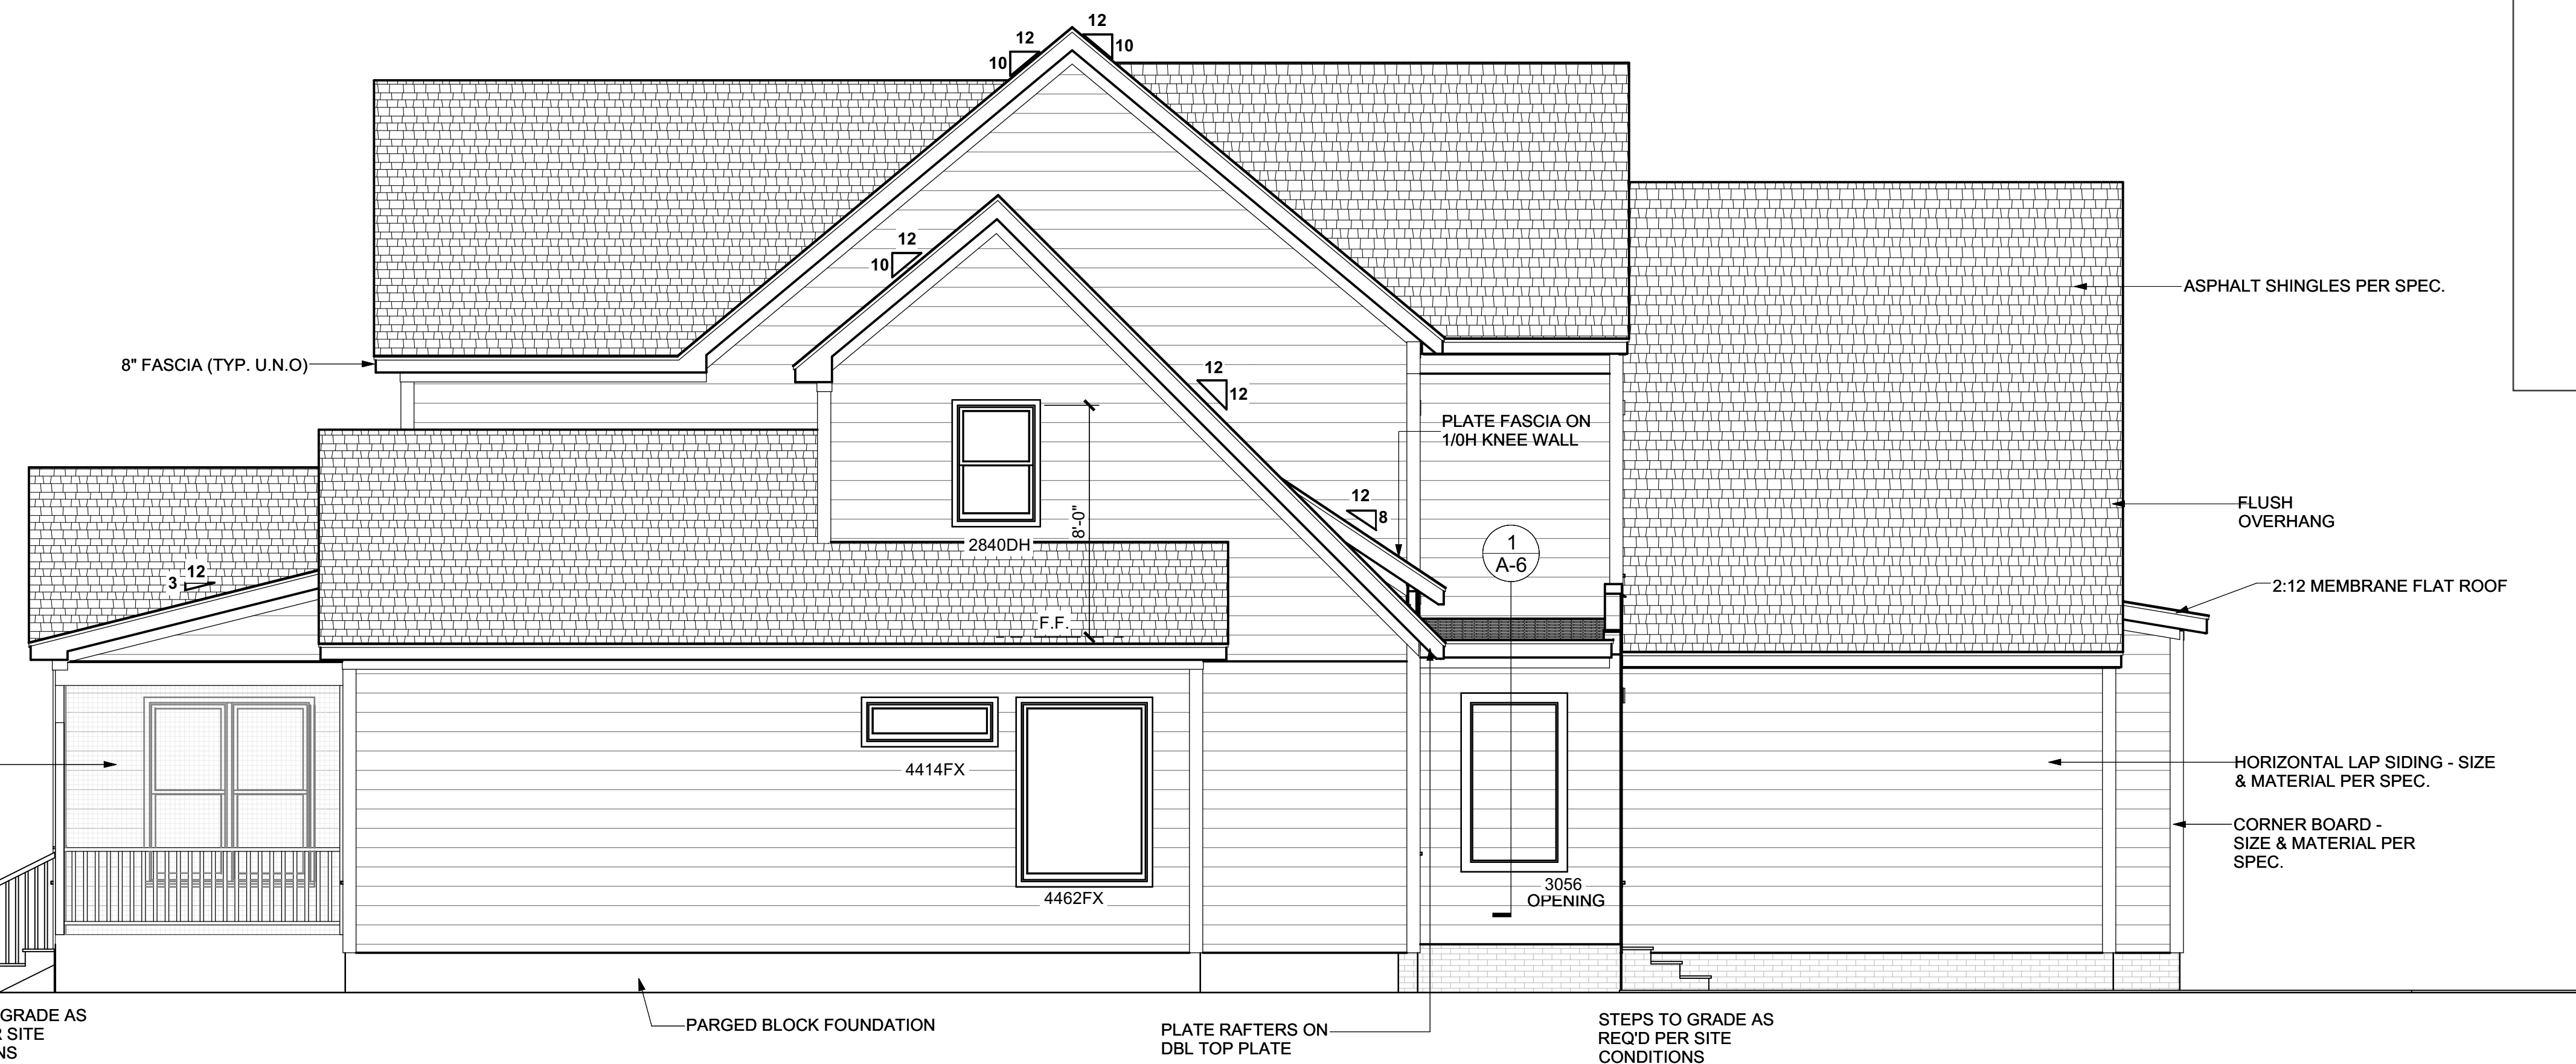 12
12
10
10
12
10
ASPHALT SHINGLES PER SPEC.
8" FASCIA (TYP. U.N.O)
12
12
PLATE FASCIA ON
1/0H KNEE WALL
12
8
FLUSH
OVERHANG
8'-0"
2840DH
1
A-6
12
3
2:12 MEMBRANE FLAT ROOF
F.F.
4414FX
HORIZONTAL LAP SIDING - SIZE
& MATERIAL PER SPEC.
CORNER BOARD -
SIZE & MATERIAL PER
SPEC.
3056
OPENING
4462FX
GRADE AS
R SITE
NS
PARGED BLOCK FOUNDATION
PLATE RAFTERS ON
DBL TOP PLATE
STEPS TO GRADE AS
REQ'D PER SITE
CONDITIONS